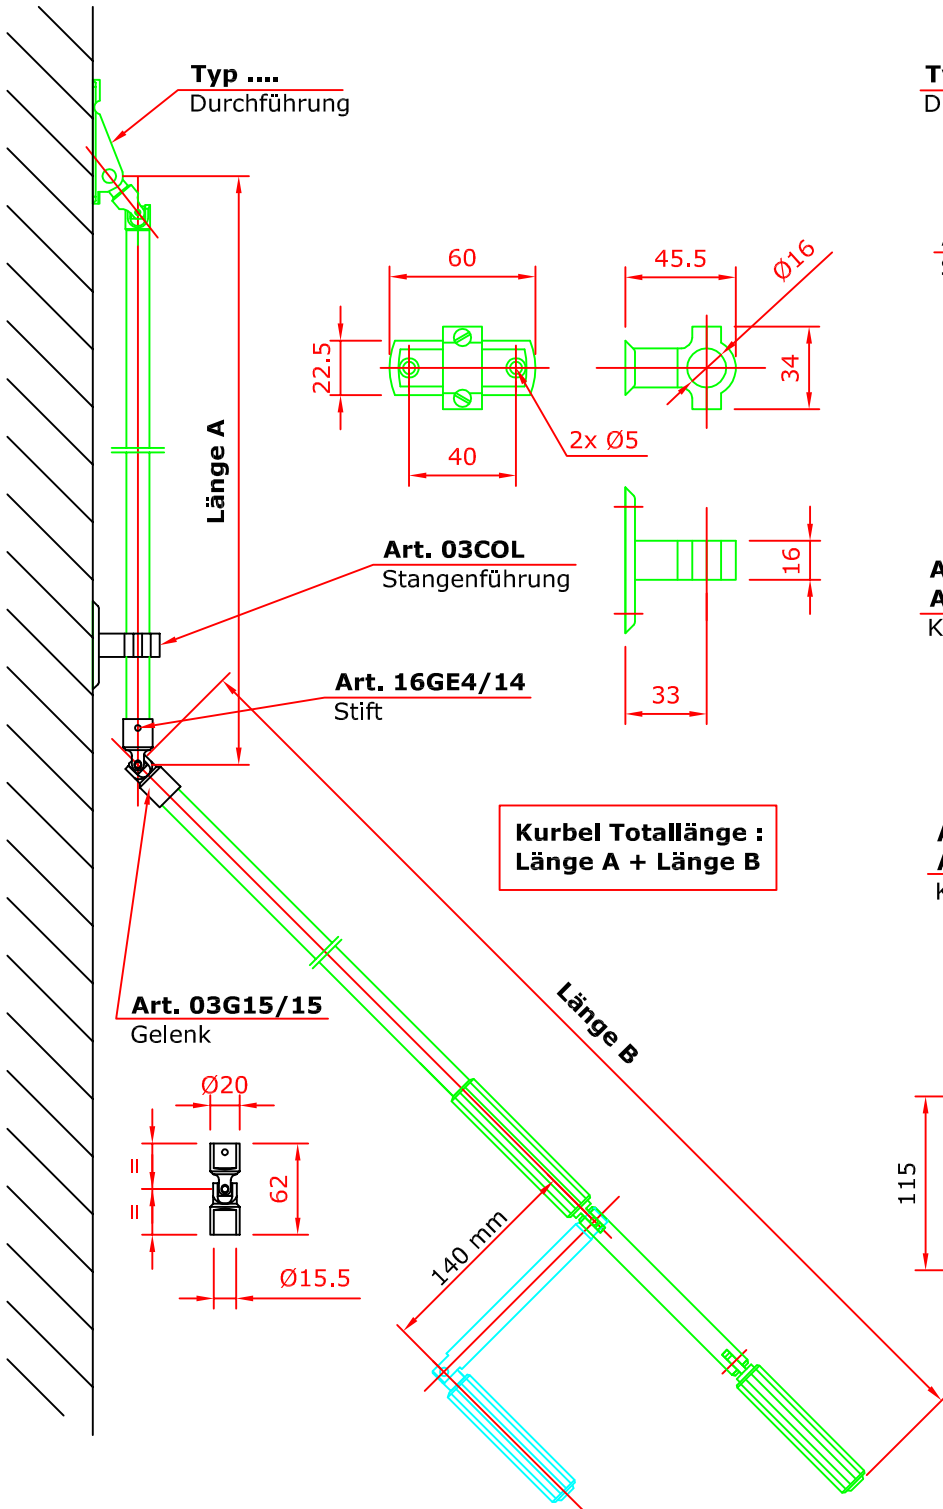 Typ ....
Durchführung
Länge A
60
22.5
40
2x Ø5
45.5
Ø16
34
16
33
Art. 03COL
Stangenführung
Art. 16GE4/14
Stift
Kurbel Totallänge :
Länge A + Länge B
Länge B
Art. 03G15/15
Gelenk
Ø20
=
=
62
Ø15.5
140 mm
115